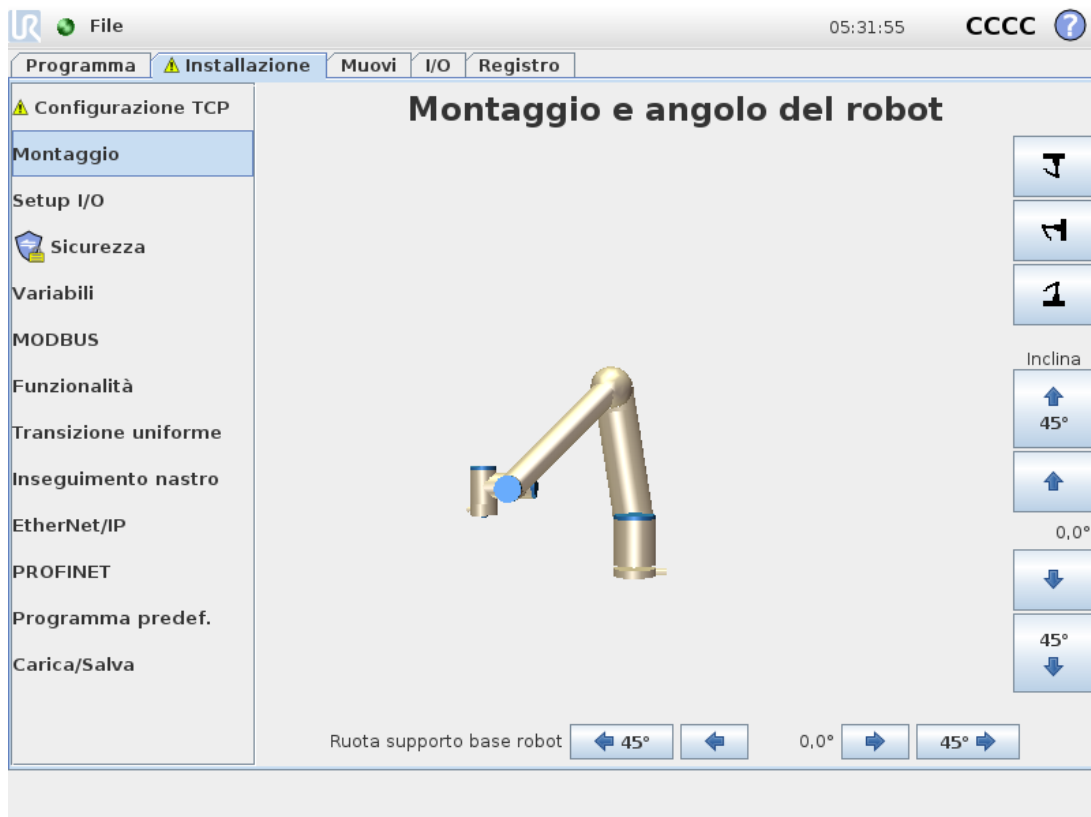 UR File 05:31:55 CCCC ?
Programma Installazione Muovi I/O Registro
Configurazione TCP
Montaggio
Setup I/O
Sicurezza
Variabili
MODBUS
Funzionalità
Transizione uniforme
Inseguimento nastro
EtherNet/IP
PROFINET
Programma predef.
Carica/Salva
Montaggio e angolo del robot
Inclina
45°
0,0°
45°
Ruota supporto base robot 45° 0,0° 45°